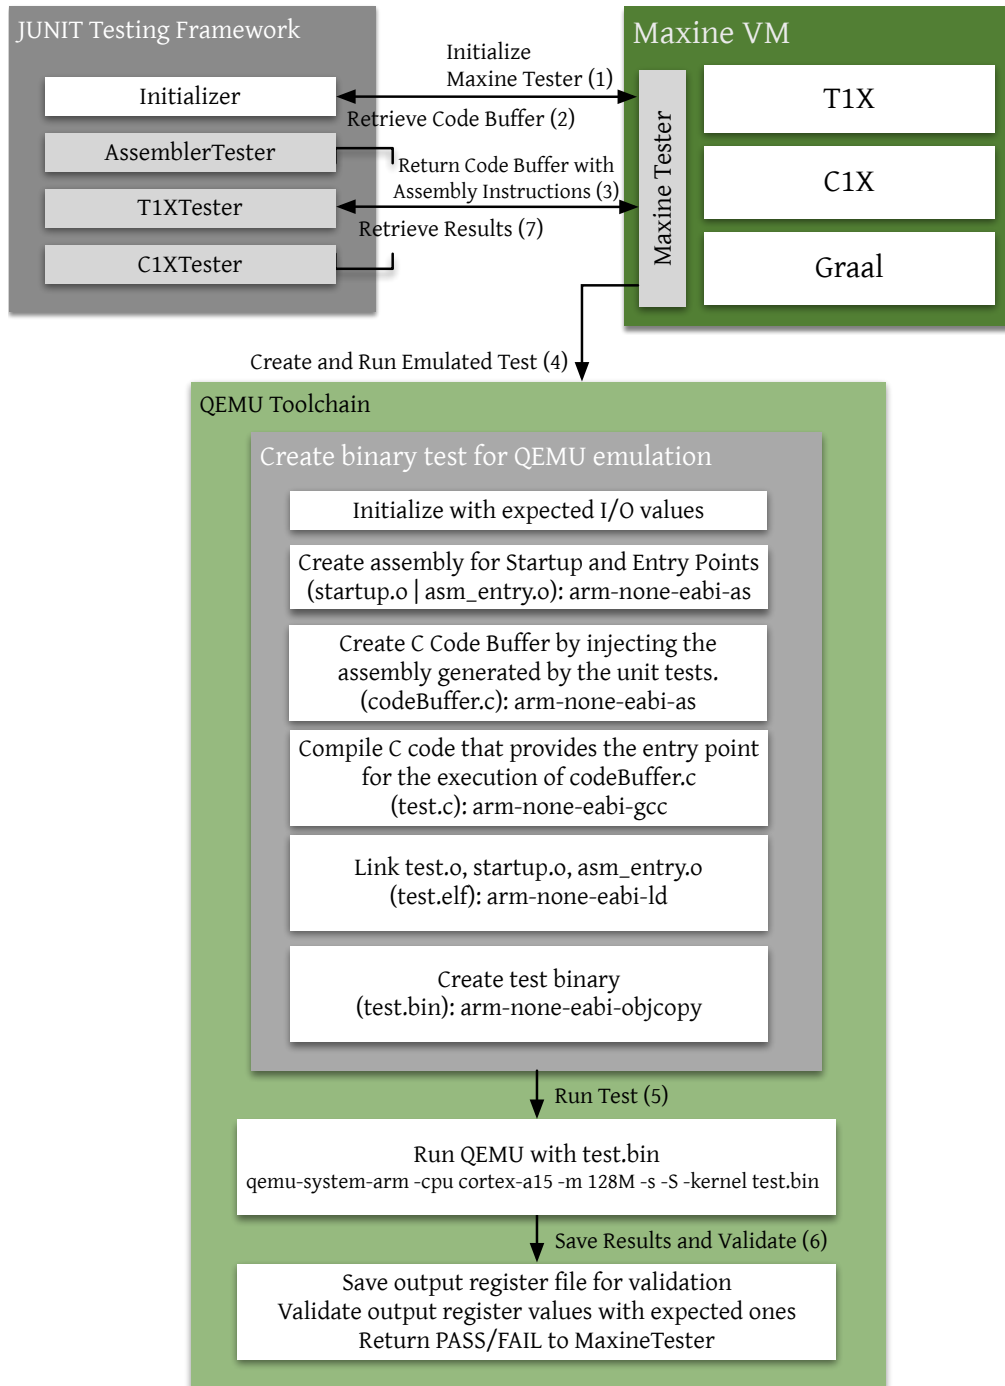 JUNIT Testing Framework
Initializer
AssemblerTester
T1XTester
C1XTester
Initialize
Maxine Tester (1)
Retrieve Code Buffer (2)
Return Code Buffer with
Assembly Instructions (3)
Retrieve Results (7)
Maxine VM
Maxine Tester
T1X
C1X
Graal
Create and Run Emulated Test (4)
QEMU Toolchain
Create binary test for QEMU emulation
Initialize with expected I/O values
Create assembly for Startup and Entry Points
(startup.o | asm_entry.o): arm-none-eabi-as
Create C Code Buffer by injecting the
assembly generated by the unit tests.
(codeBuffer.c): arm-none-eabi-as
Compile C code that provides the entry point
for the execution of codeBuffer.c
(test.c): arm-none-eabi-gcc
Link test.o, startup.o, asm_entry.o
(test.elf): arm-none-eabi-ld
Create test binary
(test.bin): arm-none-eabi-objcopy
Run Test (5)
Run QEMU with test.bin
qemu-system-arm -cpu cortex-a15 -m 128M -s -S -kernel test.bin
Save Results and Validate (6)
Save output register file for validation
Validate output register values with expected ones
Return PASS/FAIL to MaxineTester